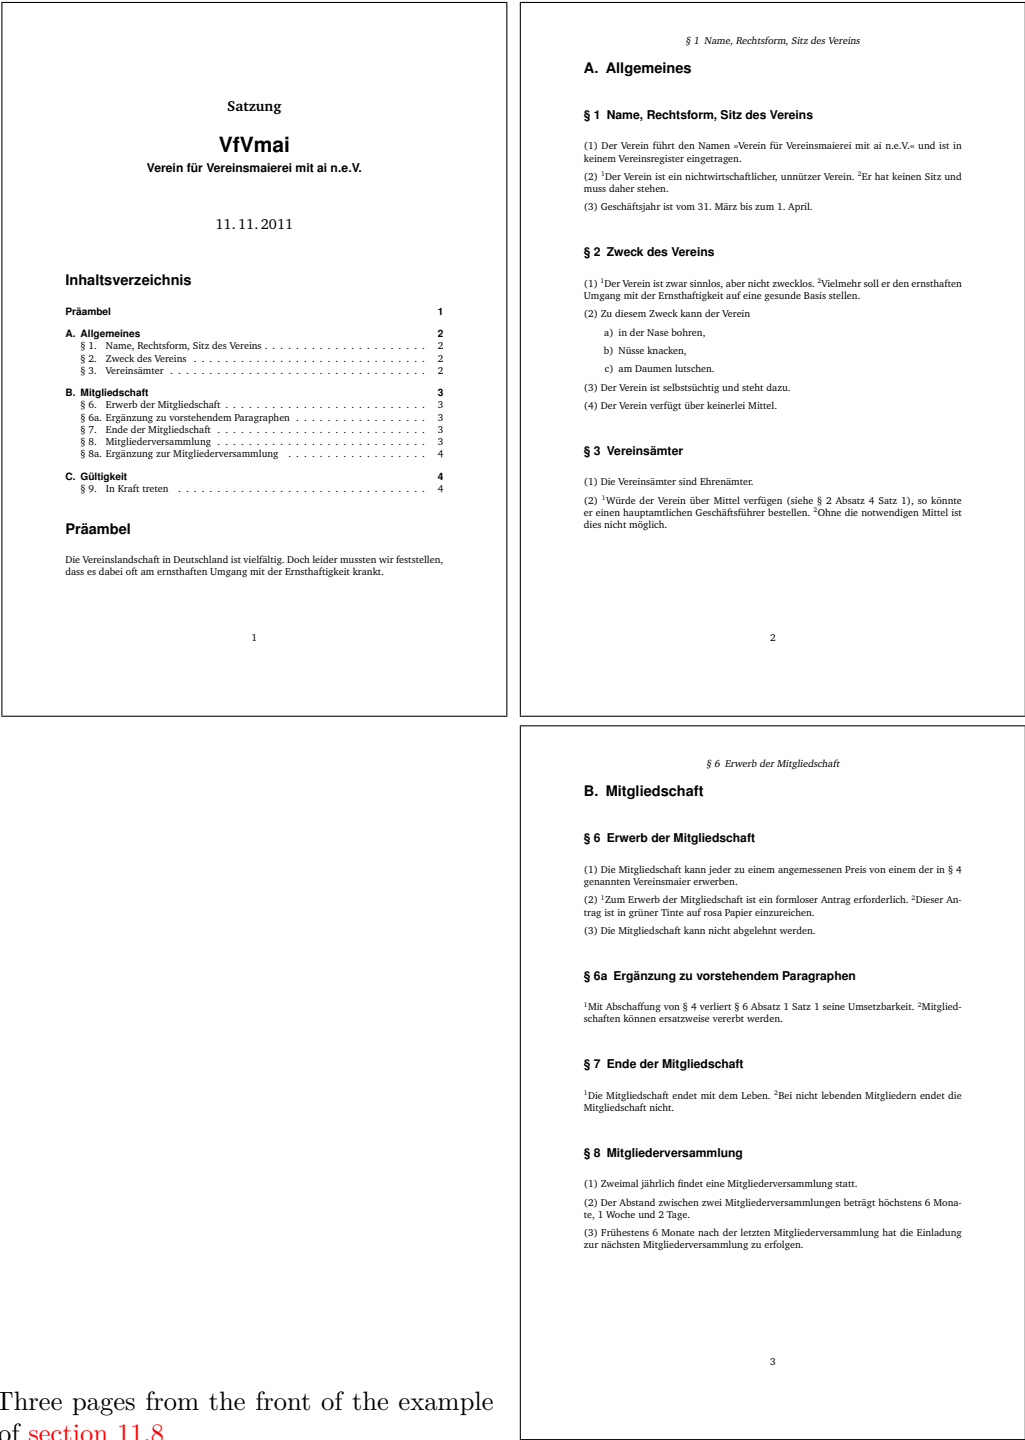 Satzung
VfVmai
Verein für Vereinsmaierei mit ai n.e.V.
11. 11. 2011
Inhaltsverzeichnis
Präambel 1
A. Allgemeines 2
§ 1. Name, Rechtsform, Sitz des Vereins . . . . . . . . . . . . . . . . . . . . . 2
§ 2. Zweck des Vereins . . . . . . . . . . . . . . . . . . . . . . . . . . . . . . 2
§ 3. Vereinsämter . . . . . . . . . . . . . . . . . . . . . . . . . . . . . . . . . 2
B. Mitgliedschaft 3
§ 6. Erwerb der Mitgliedschaft . . . . . . . . . . . . . . . . . . . . . . . . . . 3
§ 6a. Ergänzung zu vorstehendem Paragraphen . . . . . . . . . . . . . . . . . 3
§ 7. Ende der Mitgliedschaft . . . . . . . . . . . . . . . . . . . . . . . . . . . 3
§ 8. Mitgliederversammlung . . . . . . . . . . . . . . . . . . . . . . . . . . . 3
§ 8a. Ergänzung zur Mitgliederversammlung . . . . . . . . . . . . . . . . . . 4
C. Gültigkeit 4
§ 9. In Kraft treten . . . . . . . . . . . . . . . . . . . . . . . . . . . . . . . . 4
Präambel
Die Vereinslandschaft in Deutschland ist vielfältig. Doch leider mussten wir feststellen,
dass es dabei oft am ernsthaften Umgang mit der Ernsthaftigkeit krankt.
1
§ 1 Name, Rechtsform, Sitz des Vereins
A. Allgemeines
§ 1 Name, Rechtsform, Sitz des Vereins
(1) Der Verein führt den Namen »Verein für Vereinsmaierei mit ai n.e.V.« und ist in
keinem Vereinsregister eingetragen.
(2) ¹Der Verein ist ein nichtwirtschaftlicher, unnützer Verein. ²Er hat keinen Sitz und
muss daher stehen.
(3) Geschäftsjahr ist vom 31. März bis zum 1. April.
§ 2 Zweck des Vereins
(1) ¹Der Verein ist zwar sinnlos, aber nicht zwecklos. ²Vielmehr soll er den ernsthaften
Umgang mit der Ernsthaftigkeit auf eine gesunde Basis stellen.
(2) Zu diesem Zweck kann der Verein
a) in der Nase bohren,
b) Nüsse knacken,
c) am Daumen lutschen.
(3) Der Verein ist selbstsüchtig und steht dazu.
(4) Der Verein verfügt über keinerlei Mittel.
§ 3 Vereinsämter
(1) Die Vereinsämter sind Ehrenämter.
(2) ¹Würde der Verein über Mittel verfügen (siehe § 2 Absatz 4 Satz 1), so könnte
er einen hauptamtlichen Geschäftsführer bestellen. ²Ohne die notwendigen Mittel ist
dies nicht möglich.
2
§ 6 Erwerb der Mitgliedschaft
B. Mitgliedschaft
§ 6 Erwerb der Mitgliedschaft
(1) Die Mitgliedschaft kann jeder zu einem angemessenen Preis von einem der in § 4
genannten Vereinsmaier erwerben.
(2) ¹Zum Erwerb der Mitgliedschaft ist ein formloser Antrag erforderlich. ²Dieser An-
trag ist in grüner Tinte auf rosa Papier einzureichen.
(3) Die Mitgliedschaft kann nicht abgelehnt werden.
§ 6a Ergänzung zu vorstehendem Paragraphen
¹Mit Abschaffung von § 4 verliert § 6 Absatz 1 Satz 1 seine Umsetzbarkeit. ²Mitglied-
schaften können ersatzweise vererbt werden.
§ 7 Ende der Mitgliedschaft
¹Die Mitgliedschaft endet mit dem Leben. ²Bei nicht lebenden Mitgliedern endet die
Mitgliedschaft nicht.
§ 8 Mitgliederversammlung
(1) Zweimal jährlich findet eine Mitgliederversammlung statt.
(2) Der Abstand zwischen zwei Mitgliederversammlungen beträgt höchstens 6 Mona-
te, 1 Woche und 2 Tage.
(3) Frühestens 6 Monate nach der letzten Mitgliederversammlung hat die Einladung
zur nächsten Mitgliederversammlung zu erfolgen.
3
Three pages from the front of the example
of section 11.8